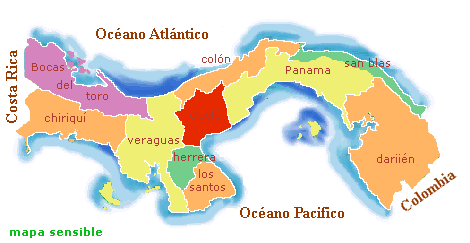 Océano Atlántico
Costa Rica
Bocas
del
toro
colón
Panama
san blas
chiriquí
veraguas
herrera
los
santos
dariién
Colombia
Océano Pacifico
mapa sensible